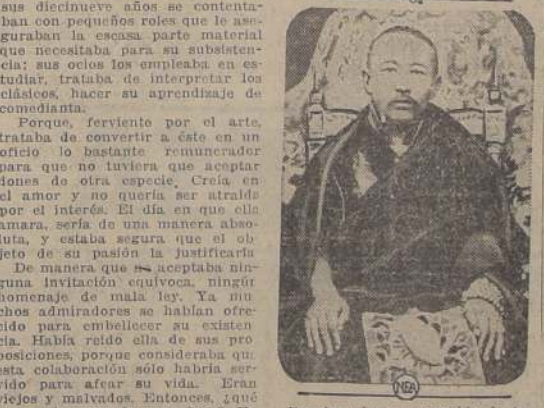 sus diecinueve años se contenta-
ban con pequeños roles que le ase-
guraban la escasa parte material
que necesitaba para su subsisten-
cia; sus ocios los empleaba en es-
tudiar, trataba de interpretar los
clásicos, hacer su aprendizaje de
comedianta.
Porque, ferviente por el arte,
trataba de convertir a éste en un
oficio lo bastante remunerador
para que no tuviera que aceptar
dones de otra especie. Creía en
el amor y no quería ser atraída
por el interés. El día en que ella
amara, sería de una manera abso-
luta, y estaba segura que el ob-
jeto de su pasión la justificaría
De manera que no aceptaba nin-
guna invitación equívoca, ningún
homenaje de mala ley. Ya mu
chos admiradores se habían ofre-
cido para embellecer su existen
cia. Había reído ella de sus pro
posiciones, porque consideraba que
esta colaboración sólo habría ser-
vido para afear su vida. Eran
viejos y malvados. Entonces, ¿qué
NEA